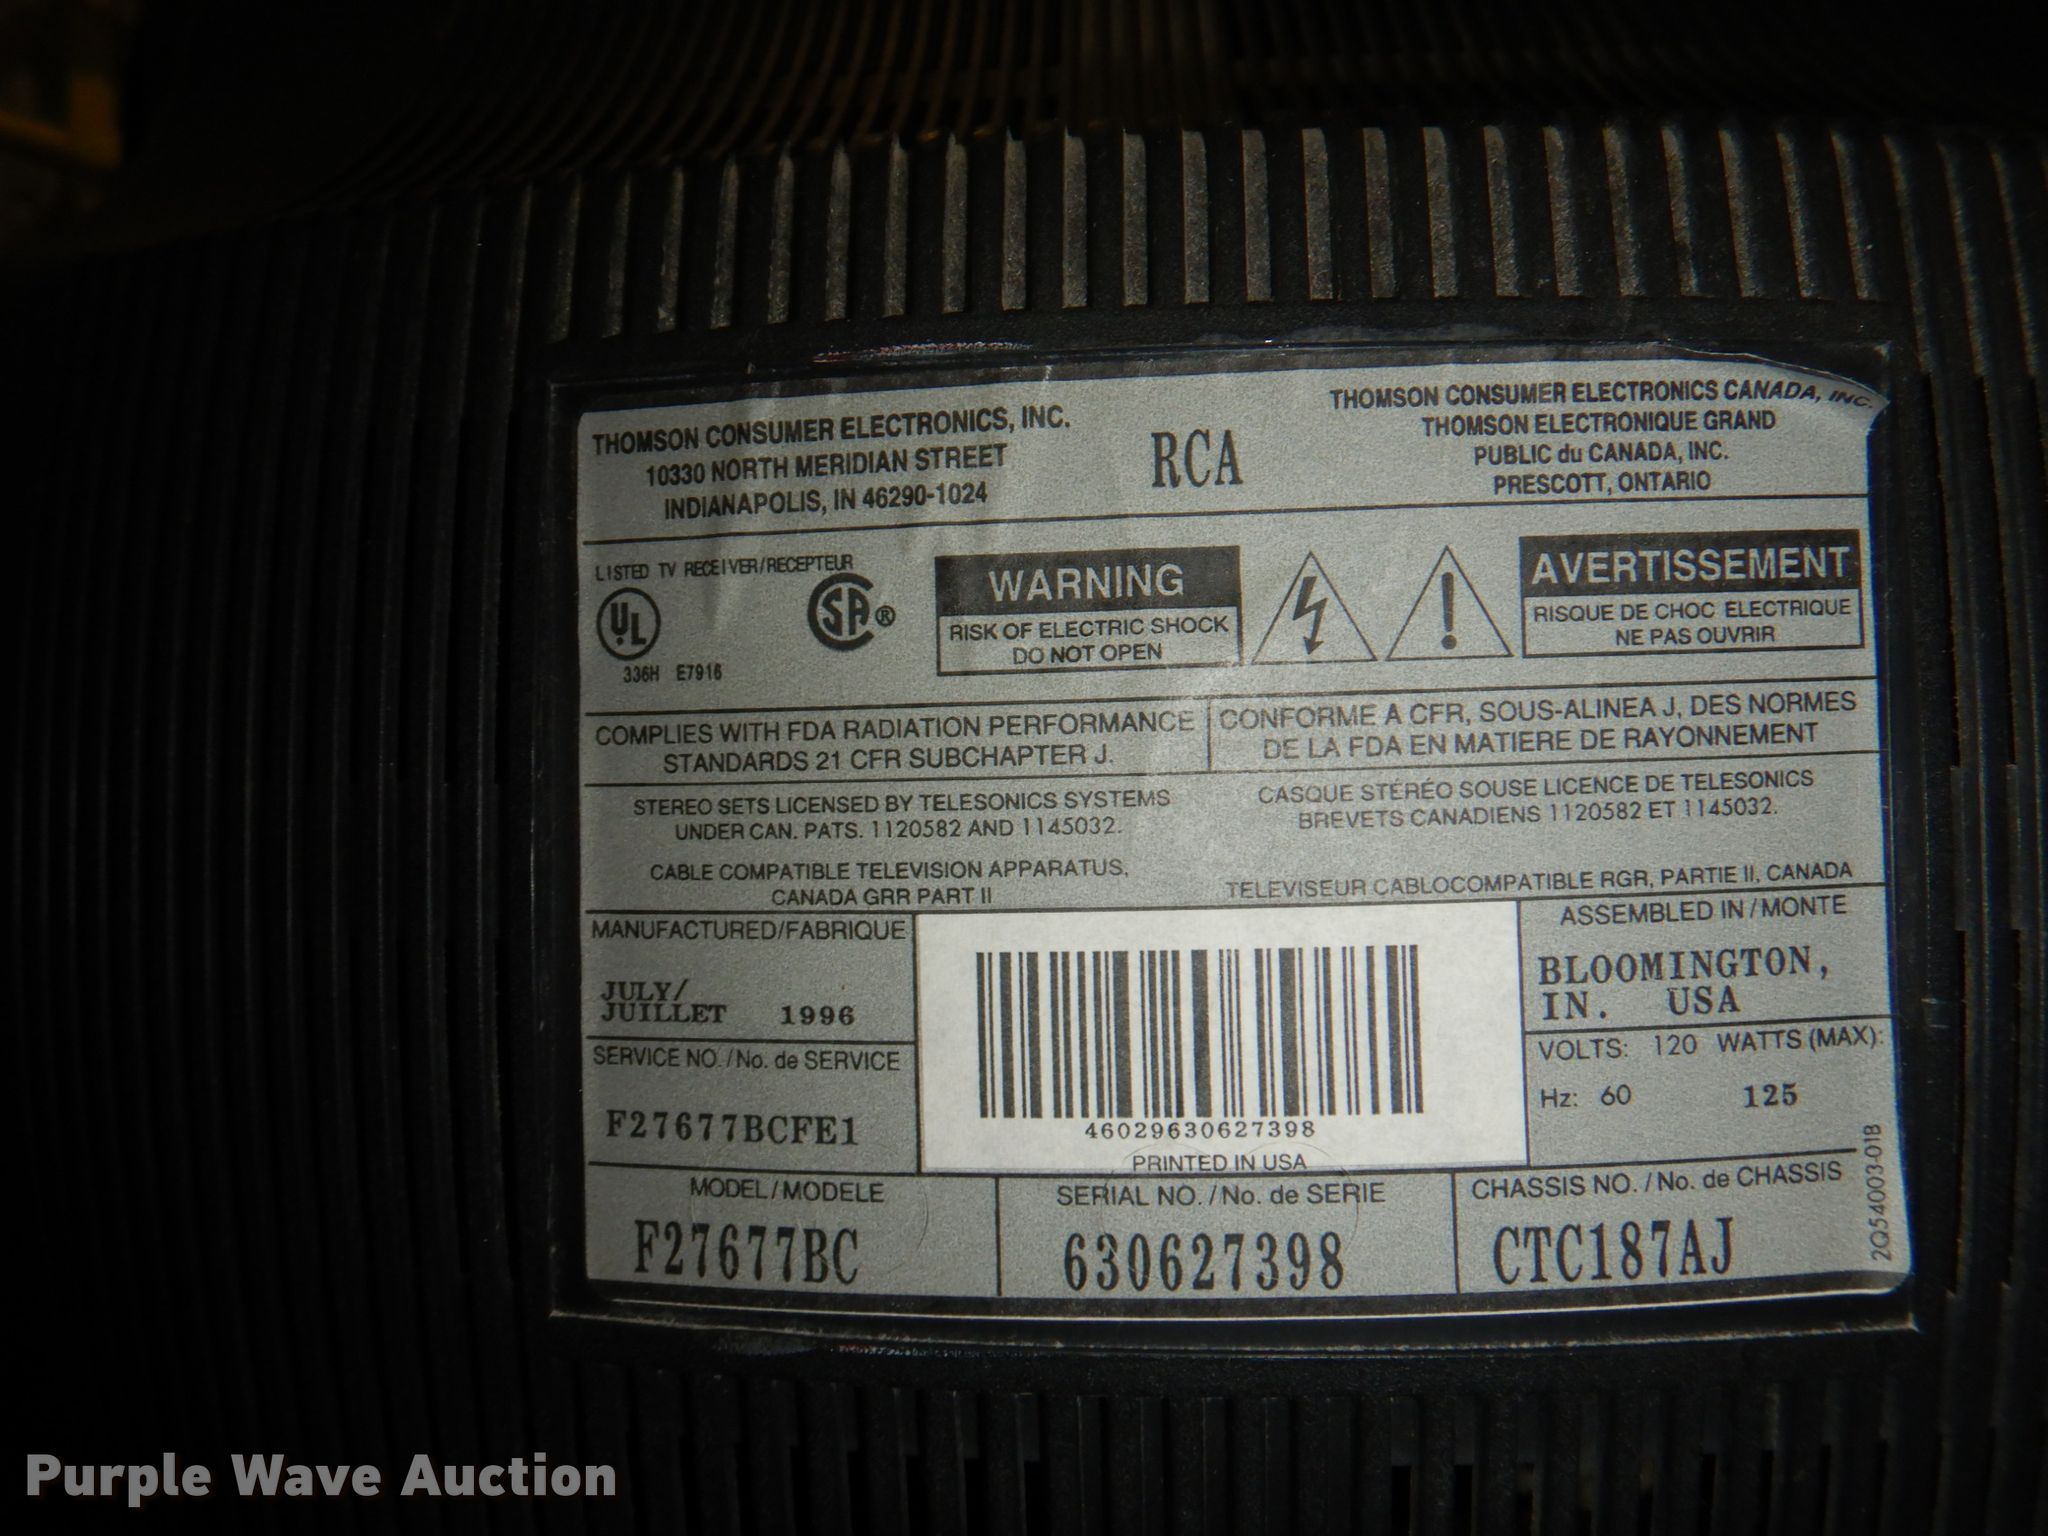 THOMSON CONSUMER ELECTRONICS, INC.
10330 NORTH MERIDIAN STREET
INDIANAPOLIS, IN 46290-1024
RCA
THOMSON CONSUMER ELECTRONICS CANADA, INC.
THOMSON ELECTRONIQUE GRAND
PUBLIC du CANADA, INC.
PRESCOTT, ONTARIO
LISTED TV RECEIVER/RECEPTEUR
UL
SA®
336H E7916
WARNING
RISK OF ELECTRIC SHOCK
DO NOT OPEN
AVERTISSEMENT
RISQUE DE CHOC ELECTRIQUE
NE PAS OUVRIR
COMPLIES WITH FDA RADIATION PERFORMANCE
STANDARDS 21 CFR SUBCHAPTER J.
CONFORME A CFR, SOUS-ALINEA J, DES NORMES
DE LA FDA EN MATIERE DE RAYONNEMENT
STEREO SETS LICENSED BY TELESONICS SYSTEMS
UNDER CAN. PATS. 1120582 AND 1145032.
CASQUE STÉRÉO SOUSE LICENCE DE TELESONICS
BREVETS CANADIENS 1120582 ET 1145032.
CABLE COMPATIBLE TELEVISION APPARATUS,
CANADA GRR PART II
TELEVISEUR CABLOCOMPATIBLE RGR, PARTIE II, CANADA
MANUFACTURED/FABRIQUE
JULY/
JUILLET 1996
SERVICE NO./No. de SERVICE
F27677BCFE1
46029630627398
PRINTED IN USA
ASSEMBLED IN/MONTE
BLOOMINGTON,
IN. USA
VOLTS: 120 WATTS (MAX):
Hz: 60 125
MODEL/MODELE
F27677BC
SERIAL NO./No. de SERIE
630627398
CHASSIS NO./No. de CHASSIS
CTC187AJ
2Q54003-01B
Purple Wave Auction